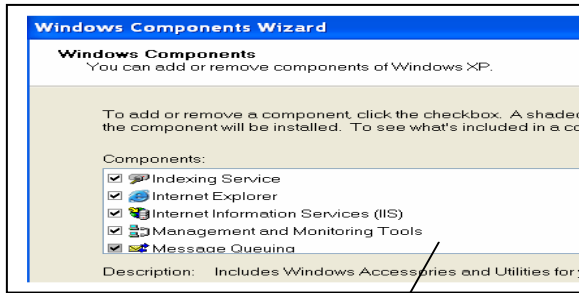 Windows Components Wizard
Windows Components
You can add or remove components of Windows XP.
To add or remove a component, click the checkbox. A shaded
the component will be installed. To see what's included in a co
Components:
Indexing Service
Internet Explorer
Internet Information Services (IIS)
Management and Monitoring Tools
Message Queuing
Description: Includes Windows Accessories and Utilities for